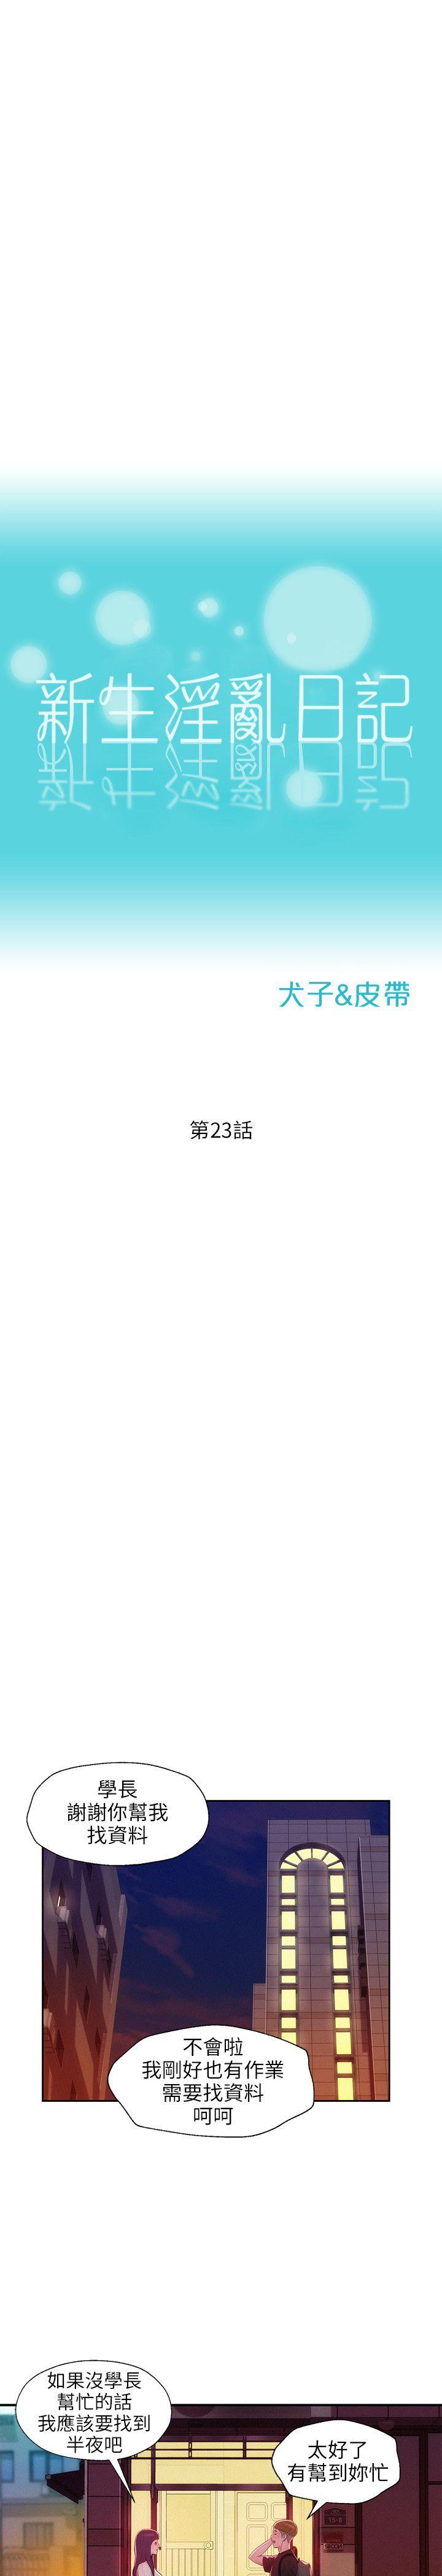 新生淫亂日記
犬子&皮帶
第23話
學長
謝謝你幫我
找資料
不會啦
我剛好也有作業
需要找資料
呵呵
如果沒學長
幫忙的話
我應該要找到
半夜吧
太好了
有幫到妳忙
15-8